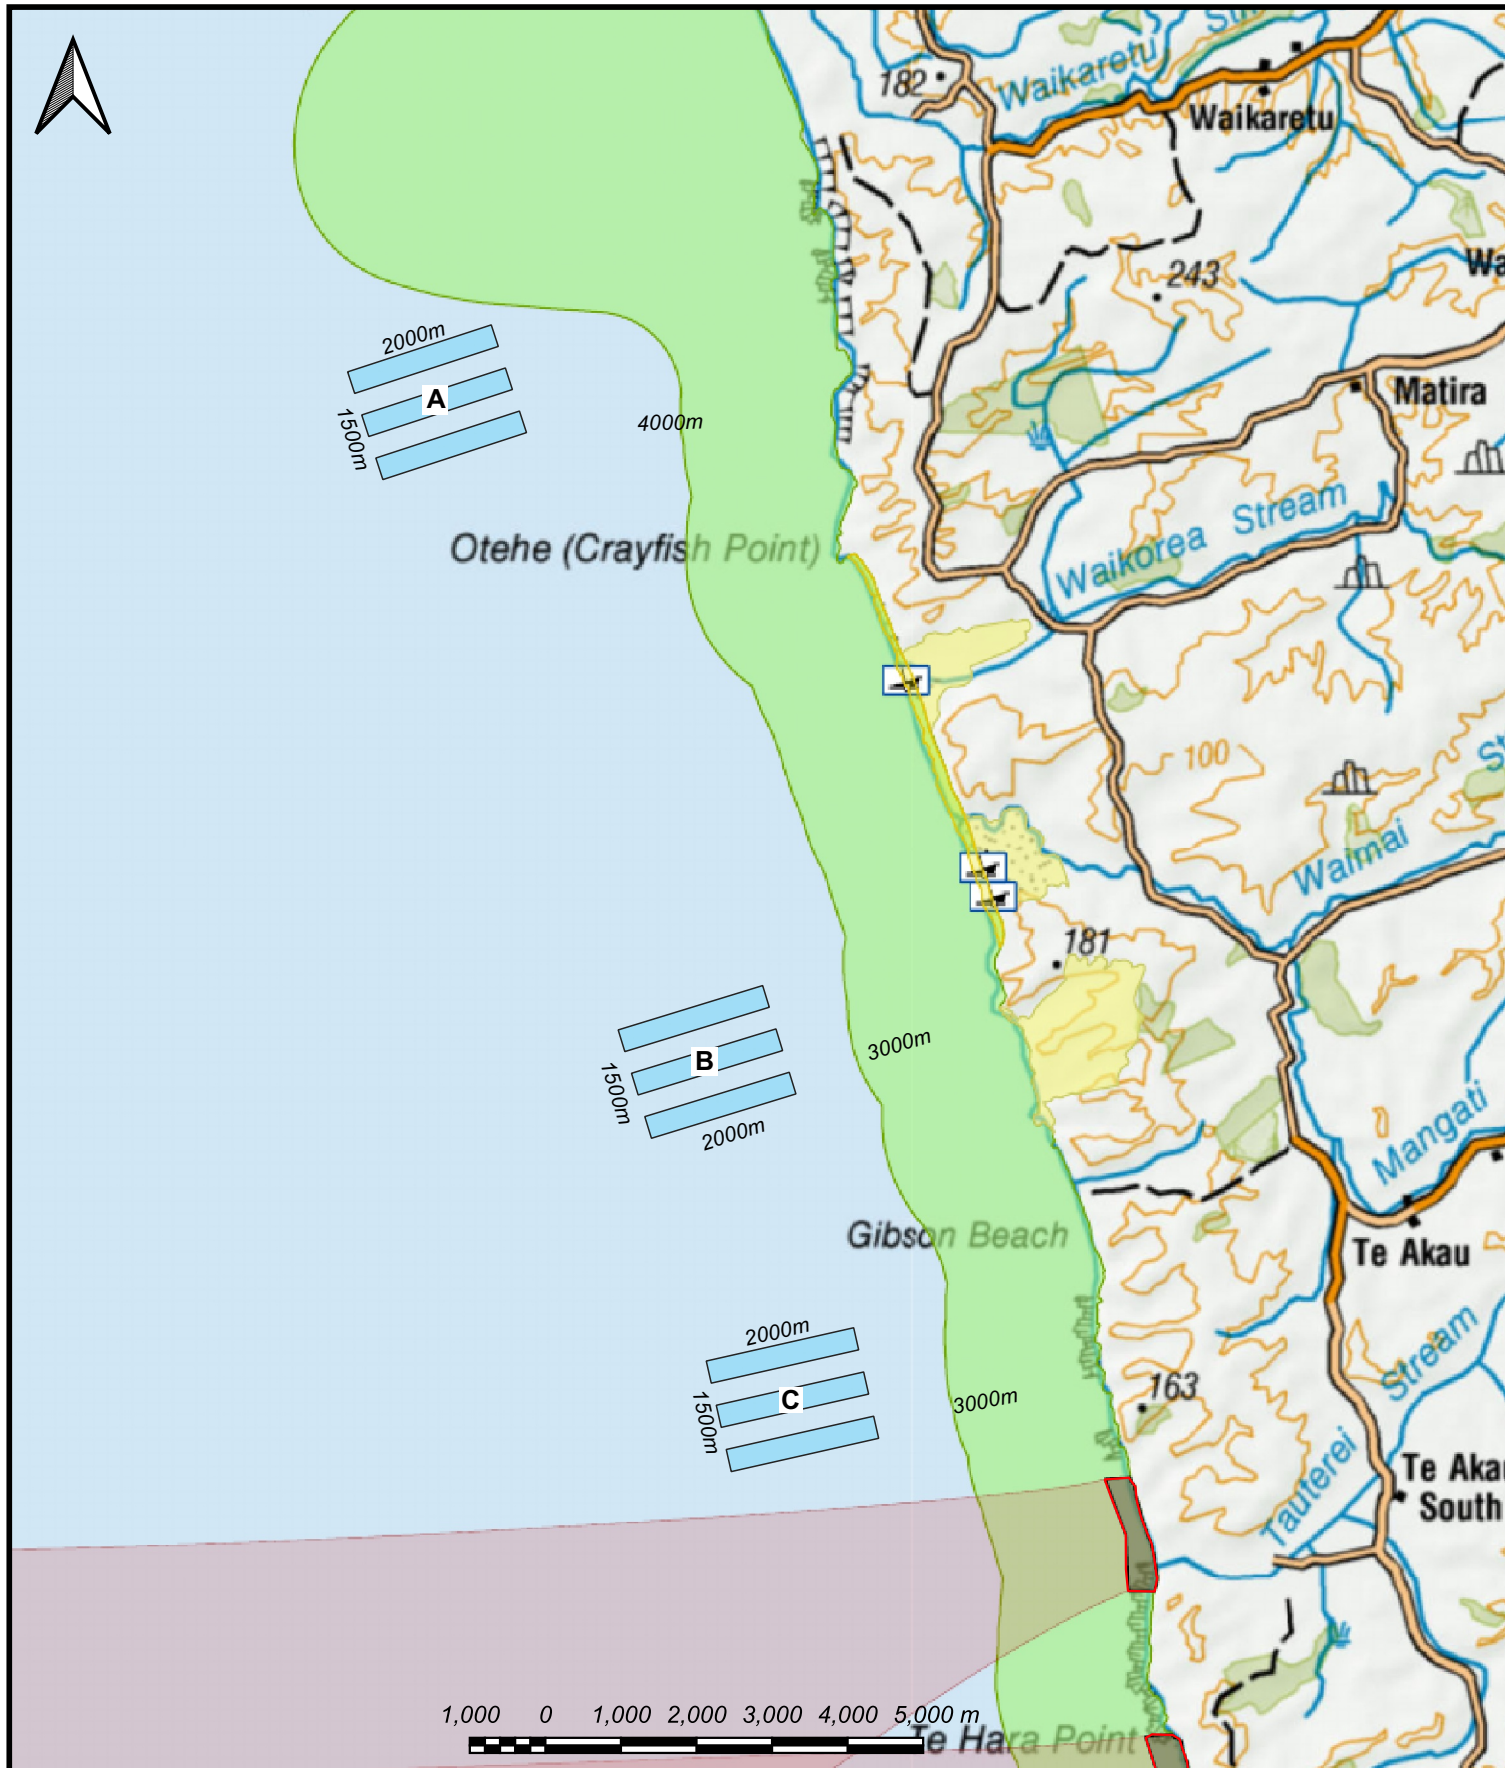 Waikaretu
182
Waikaretu
243
2000m
A
1500m
4000m
Matira
Otehe (Crayfish Point)
Waikorea Stream
100
Waimai
181
B
1500m
2000m
3000m
Mangati
Gibson Beach
Te Akau
2000m
C
1500m
3000m
163
Stream
Tauterei
Te Akau
South
1,000 0 1,000 2,000 3,000 4,000 5,000 m
Te Hara Point